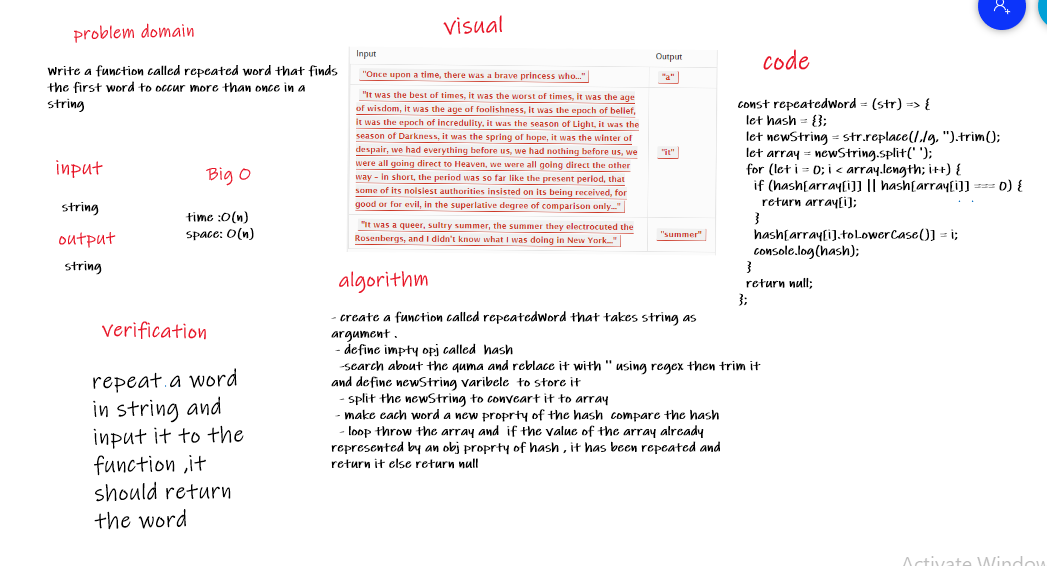 problem domain
Write a function called repeated word that finds
the first word to occur more than once in a
string
input
string
output
string
Big O
time :O(n)
space: O(n)
verification
repeat a word
in string and
input it to the
function ,it
should return
the word
visual
Input Output
"Once upon a time, there was a brave princess who..." "a"
"It was the best of times, it was the worst of times, it was the age
of wisdom, it was the age of foolishness, it was the epoch of belief,
it was the epoch of incredulity, it was the season of Light, it was the
season of Darkness, it was the spring of hope, it was the winter of
despair, we had everything before us, we had nothing before us, we
were all going direct to Heaven, we were all going direct the other
way – in short, the period was so far like the present period, that
some of its noisiest authorities insisted on its being received, for
good or for evil, in the superlative degree of comparison only..."
"it"
"It was a queer, sultry summer, the summer they electrocuted the
Rosenbergs, and I didn't know what I was doing in New York..."
"summer"
algorithm
- create a function called repeatedWord that takes string as
argument .
- define impty opj called hash
-search about the quma and reblace it with '' using regex then trim it
and define newString varibele to store it
- split the newString to conveart it to array
- make each word a new proprty of the hash compare the hash
- loop throw the array and if the value of the array already
represented by an obj proprty of hash , it has been repeated and
return it else return null
code
const repeatedWord = (str) => {
let hash = {};
let newString = str.replace(/,/g, '').trim();
let array = newString.split(' ');
for (let i = 0; i < array.length; i++) {
if (hash[array[i]] || hash[array[i]] === 0) {
return array[i];
}
hash[array[i].toLowerCase()] = i;
console.log(hash);
}
return null;
};
Activate Window